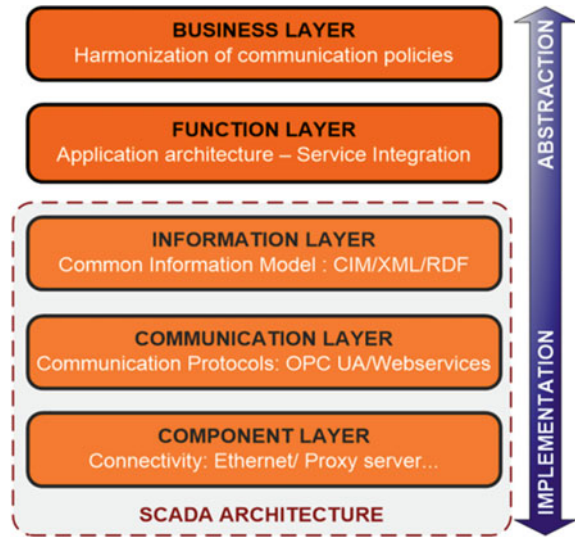 BUSINESS LAYER
Harmonization of communication policies
FUNCTION LAYER
Application architecture – Service Integration
INFORMATION LAYER
Common Information Model : CIM/XML/RDF
COMMUNICATION LAYER
Communication Protocols: OPC UA/Webservices
COMPONENT LAYER
Connectivity: Ethernet/ Proxy server...
SCADA ARCHITECTURE
ABSTRACTION
IMPLEMENTATION